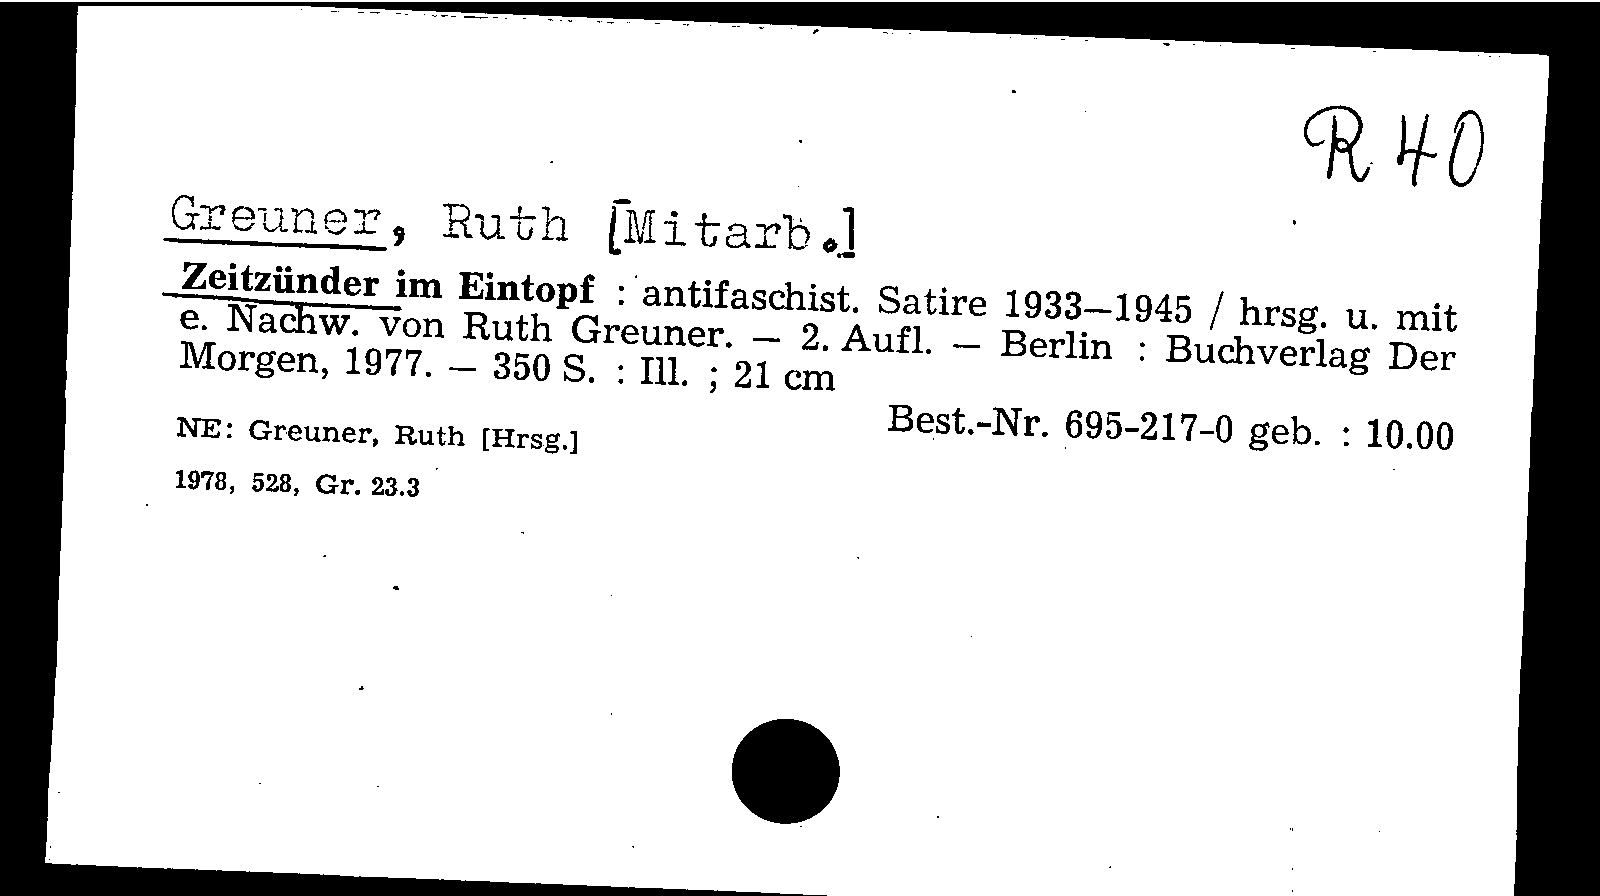 R 40
Greuner, Ruth [Mitarb.]
Zeitzünder im Eintopf : antifaschist. Satire 1933–1945 / hrsg. u. mit
e. Nachw. von Ruth Greuner. — 2. Aufl. — Berlin : Buchverlag Der
Morgen, 1977. — 350 S. : Ill. ; 21 cm
Best.-Nr. 695-217-0 geb. : 10.00
NE: Greuner, Ruth [Hrsg.]
1978, 528, Gr. 23.3